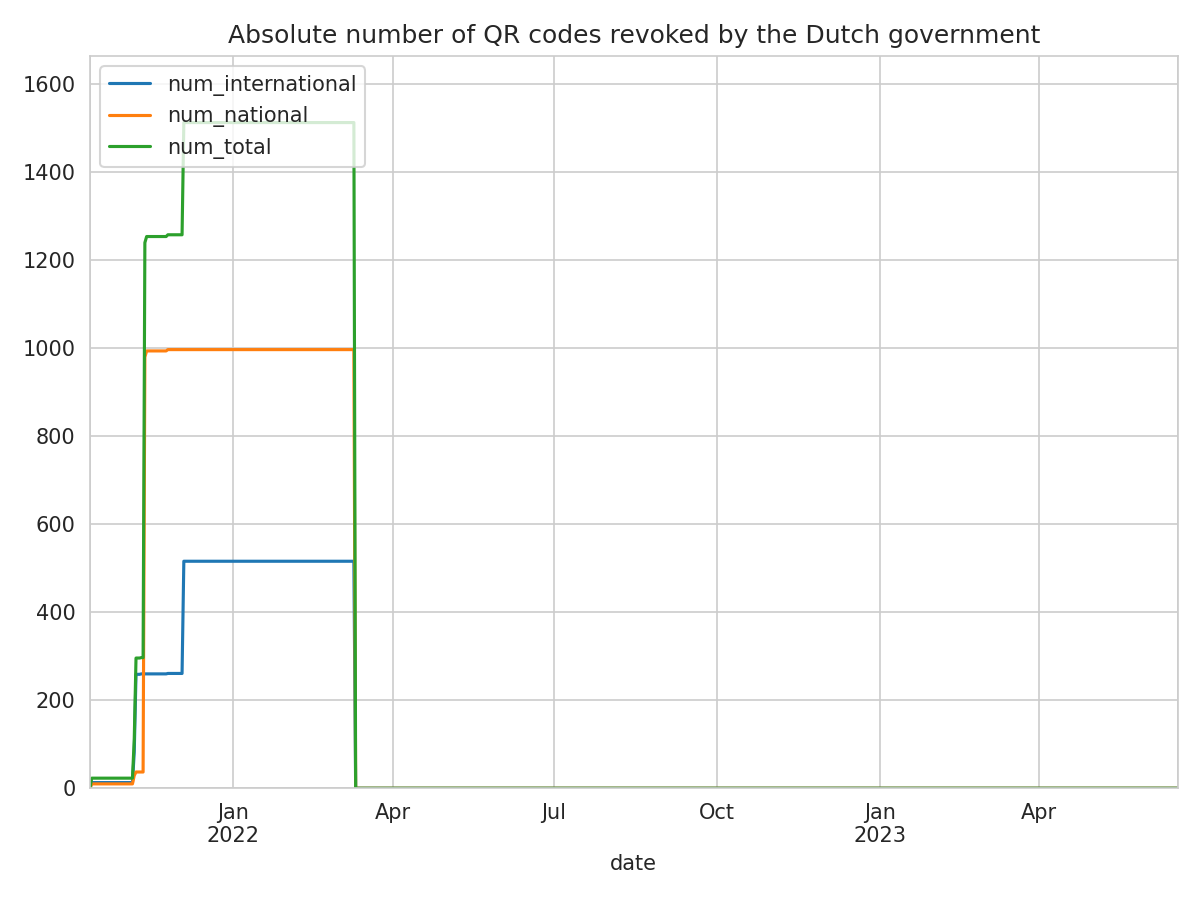 Absolute number of QR codes revoked by the Dutch government
num_international
num_national
num_total
1600
1400
1200
1000
800
600
400
200
0
Jan
2022
Apr
Jul
Oct
Jan
2023
Apr
date